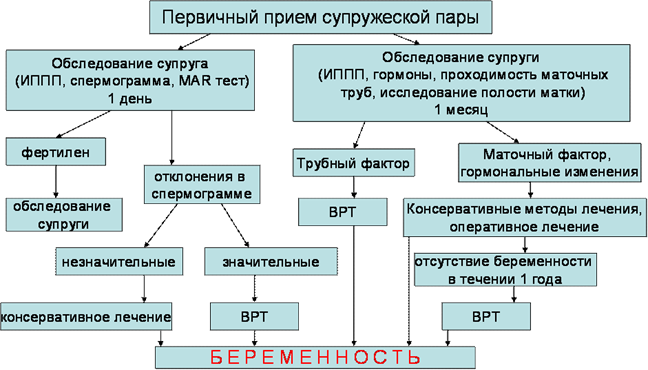 Первичный прием супружеской пары
Обследование супруга
(ИППП, спермограмма, MAR тест)
1 день
Обследование супруги
(ИППП, гормоны, проходимость маточных
труб, исследование полости матки)
1 месяц
фертилен
отклонения в
спермограмме
Трубный фактор
Маточный фактор,
гормональные изменения
обследование
супруги
ВРТ
Консервативные методы лечения,
оперативное лечение
незначительные
значительные
отсутствие беременности
в течении 1 года
консервативное лечение
ВРТ
ВРТ
БЕРЕМЕННОСТЬ